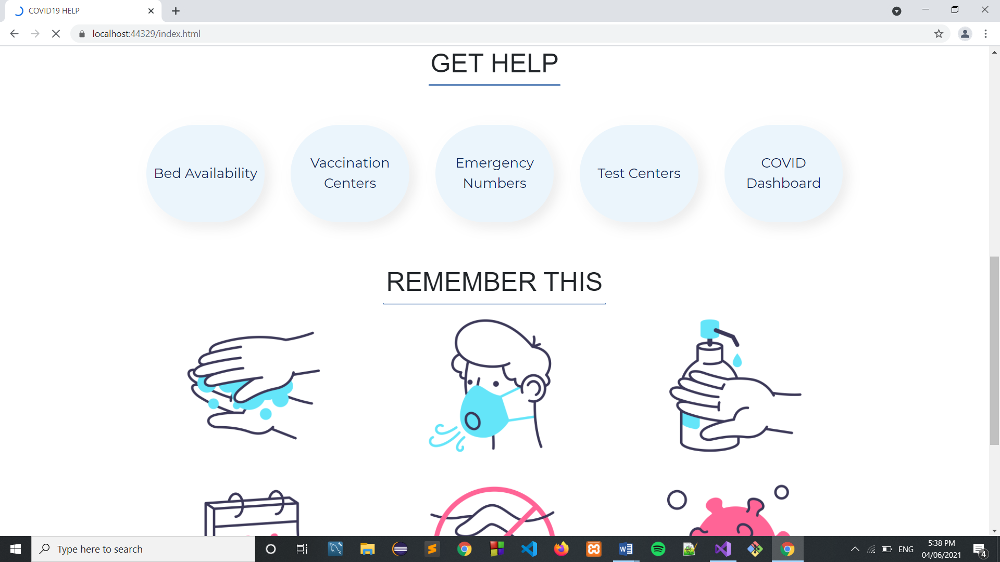 COVID19 HELP
localhost:44329/index.html
GET HELP
Bed Availability
Vaccination
Centers
Emergency
Numbers
Test Centers
COVID
Dashboard
REMEMBER THIS
Type here to search
ENG
5:38 PM
04/06/2021
4